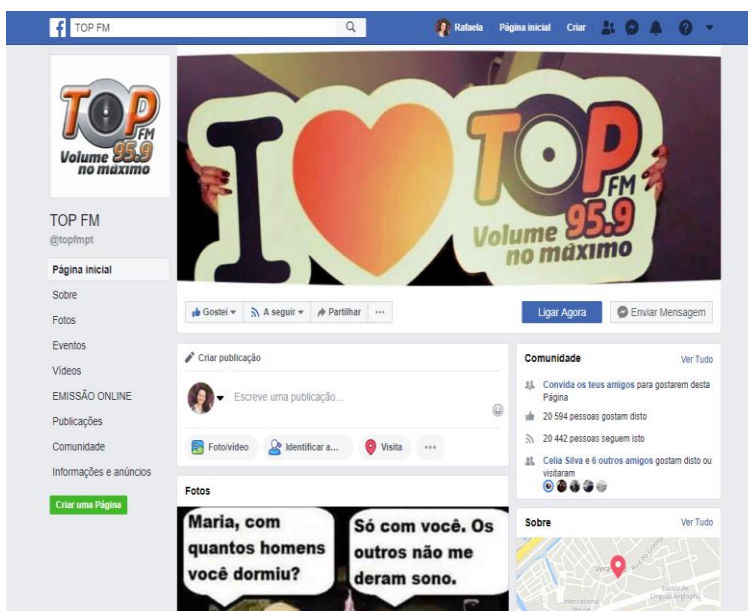 TOP FM
Rafaela
Página inicial
Criar
TOP
FM
Volume 95.9
no máximo
I TOP
FM
Volume 95.9
no máximo
TOP FM
@topfmpt
Página inicial
Sobre
Fotos
Eventos
Vídeos
EMISSÃO ONLINE
Publicações
Comunidade
Informações e anúncios
Criar uma Página
Gostei
A seguir
Partilhar
Ligar Agora
Enviar Mensagem
Criar publicação
Escreve uma publicação...
Foto/vídeo
Identificar a...
Visita
Fotos
Maria, com
quantos homens
você dormiu?
Só com você. Os
outros não me
deram sono.
Comunidade
Ver Tudo
Convida os teus amigos para gostarem desta
Página
20 594 pessoas gostam disto
20 442 pessoas seguem isto
Celia Silva e 6 outros amigos gostam disto ou
visitaram
Sobre
Ver Tudo
Vera
Escola de
International